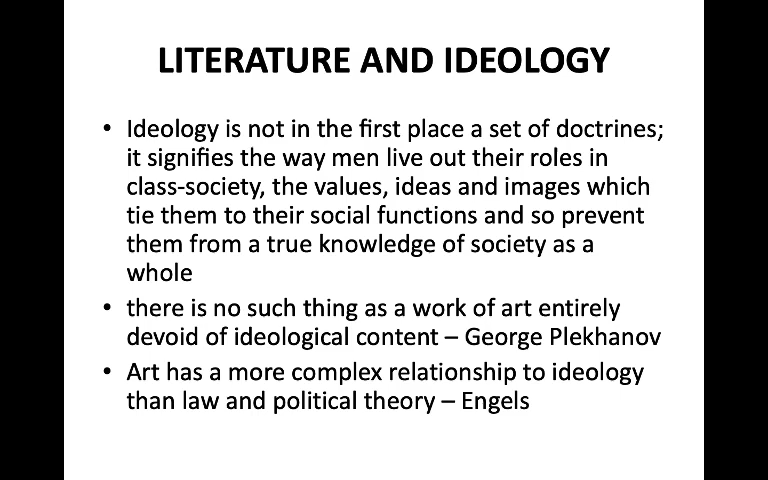 LITERATURE AND IDEOLOGY
• Ideology is not in the first place a set of doctrines;
it signifies the way men live out their roles in
class-society, the values, ideas and images which
tie them to their social functions and so prevent
them from a true knowledge of society as a
whole
• there is no such thing as a work of art entirely
devoid of ideological content – George Plekhanov
• Art has a more complex relationship to ideology
than law and political theory – Engels